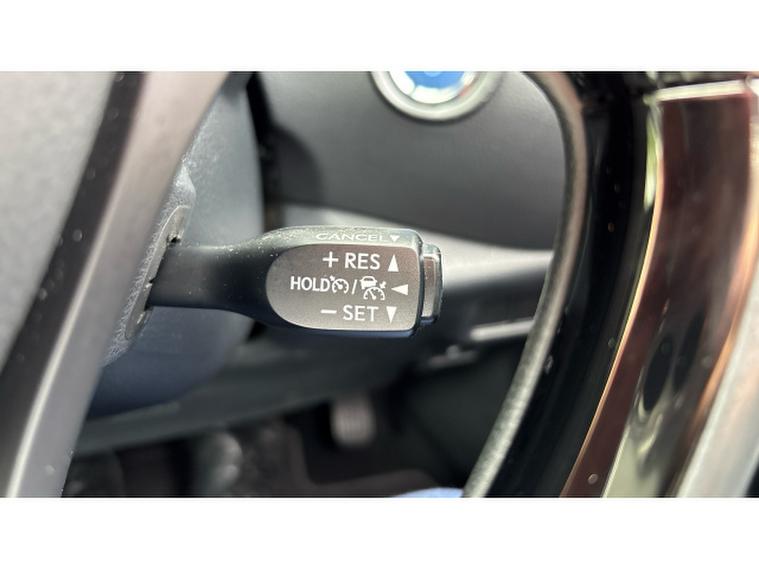 CANCEL▼
+ RES ▲
HOLD / ◄
− SET ▼